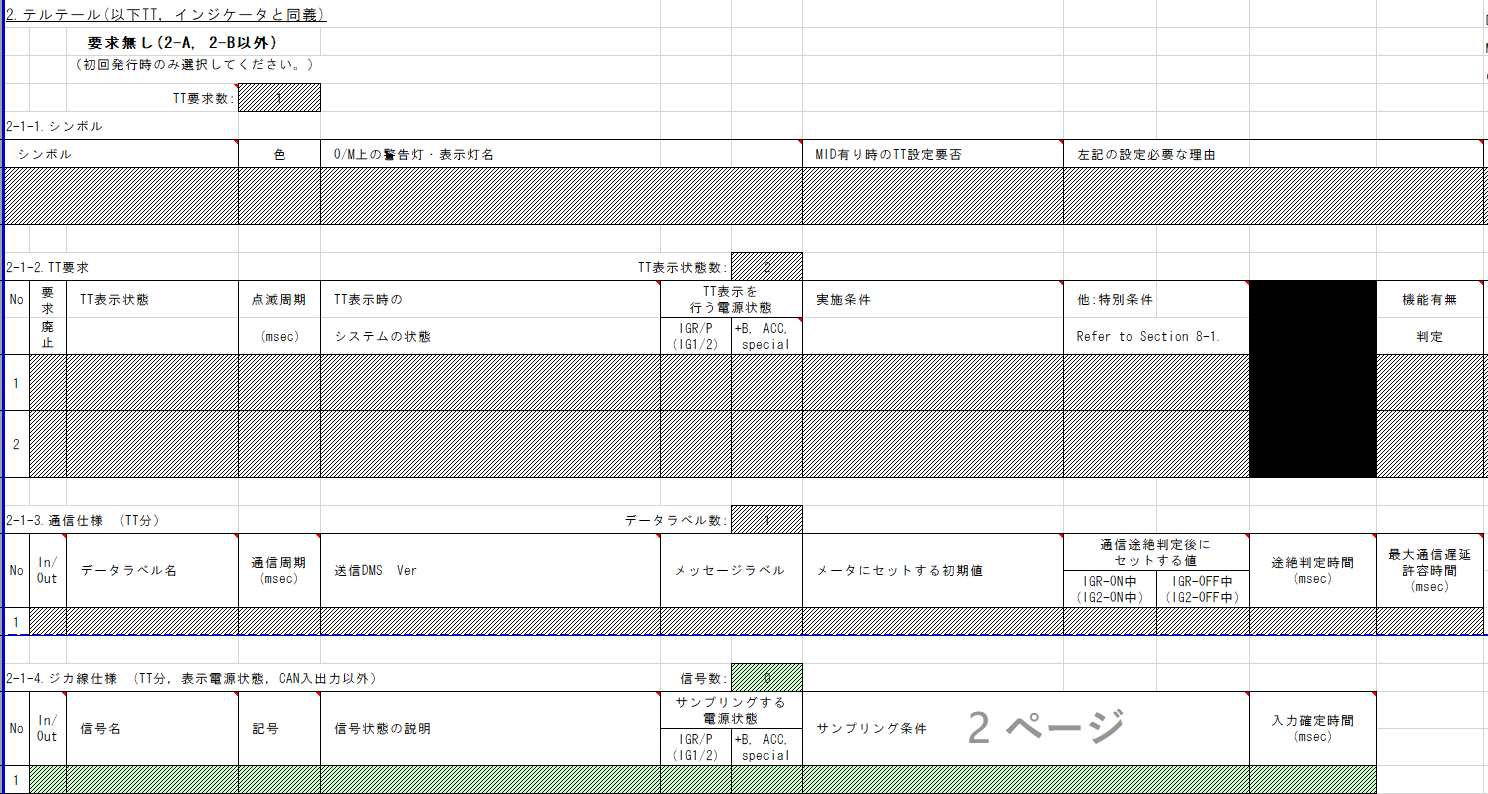 2.テルテール(以下TT, インジケータと同義)
要求無し(2-A, 2-B以外)
(初回発行時のみ選択してください。)
TT要求数: 1
2-1-1.シンボル
シンボル 色 O/M上の警告灯・表示灯名 MID有り時のTT設定要否 左記の設定必要な理由
2-1-2.TT要求 TT表示状態数: 2
No 要求廃止 TT表示状態 点滅周期 (msec) TT表示時の システムの状態 TT表示を 行う電源状態 実施条件 他:特別条件 機能有無
IGR/P (IG1/2) +B, ACC, special Refer to Section 8-1. 判定
1
2
2-1-3.通信仕様 (TT分) データラベル数: 1
No In/Out データラベル名 通信周期 (msec) 送信DMS Ver メッセージラベル メータにセットする初期値 通信途絶判定後に セットする値 途絶判定時間 (msec) 最大通信遅延 許容時間 (msec)
IGR-ON中 (IG2-ON中) IGR-OFF中 (IG2-OFF中)
1
2-1-4.ジカ線仕様 (TT分, 表示電源状態, CAN入出力以外) 信号数: 0
No In/Out 信号名 記号 信号状態の説明 サンプリングする 電源状態 サンプリング条件 2 ページ 入力確定時間 (msec)
IGR/P (IG1/2) +B, ACC, special
1